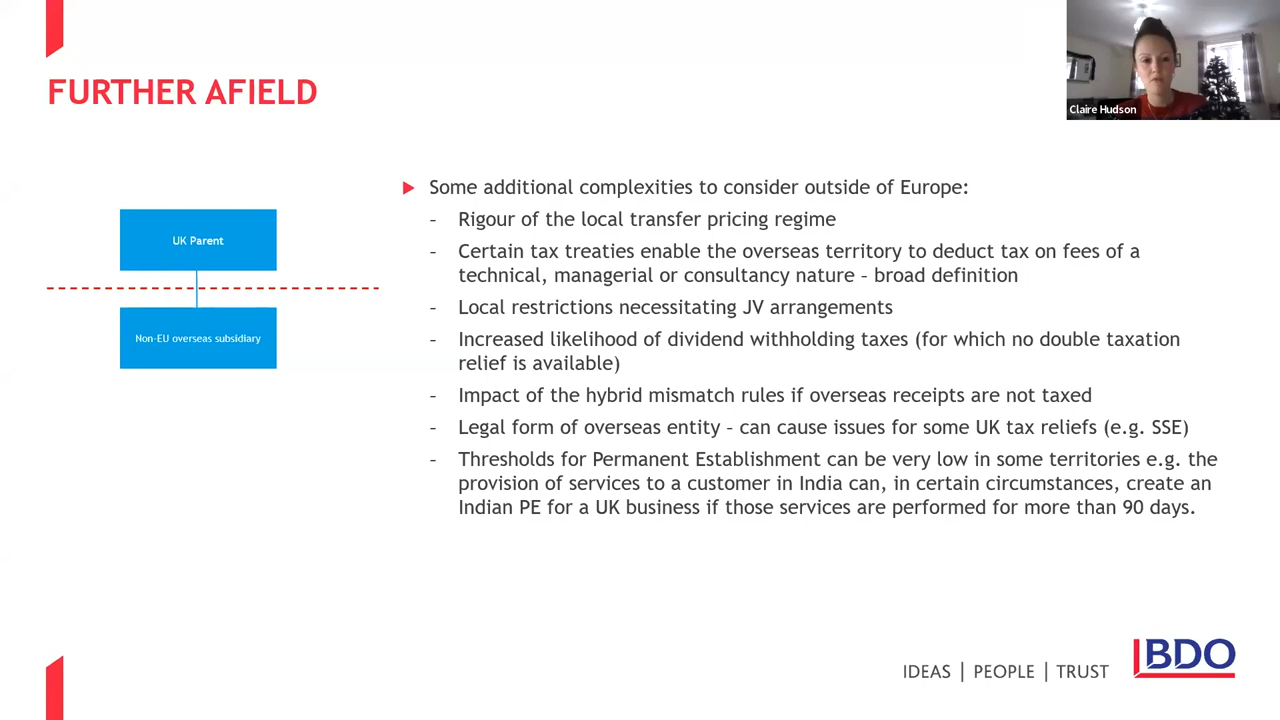 FURTHER AFIELD
Claire Hudson
UK Parent
Non-EU overseas subsidiary
Some additional complexities to consider outside of Europe:
– Rigour of the local transfer pricing regime
– Certain tax treaties enable the overseas territory to deduct tax on fees of a
technical, managerial or consultancy nature – broad definition
– Local restrictions necessitating JV arrangements
– Increased likelihood of dividend withholding taxes (for which no double taxation
relief is available)
– Impact of the hybrid mismatch rules if overseas receipts are not taxed
– Legal form of overseas entity – can cause issues for some UK tax reliefs (e.g. SSE)
– Thresholds for Permanent Establishment can be very low in some territories e.g. the
provision of services to a customer in India can, in certain circumstances, create an
Indian PE for a UK business if those services are performed for more than 90 days.
IDEAS | PEOPLE | TRUST
BDO